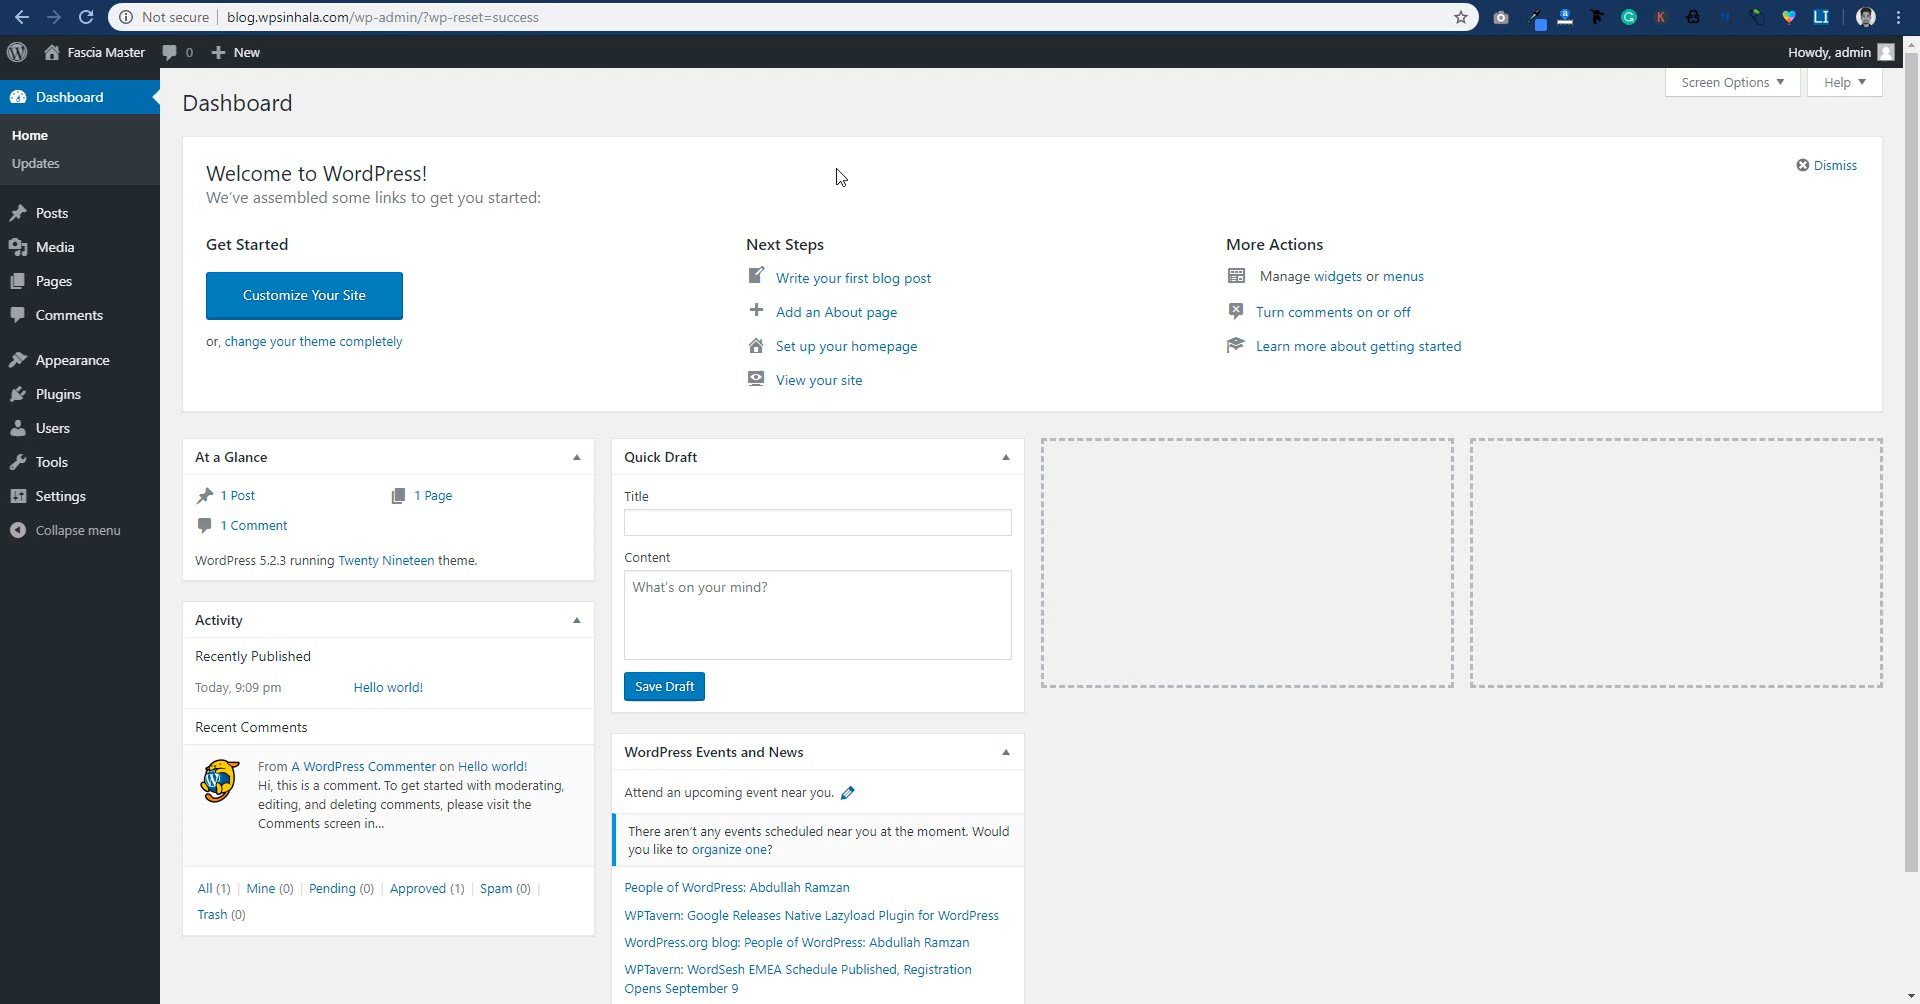 Not secure
blog.wpsinhala.com/wp-admin/?wp-reset=success
Fascia Master
0
New
Howdy, admin
Screen Options
Help
Dashboard
Home
Updates
Posts
Media
Pages
Comments
Appearance
Plugins
Users
Tools
Settings
Collapse menu
Dashboard
Welcome to WordPress!
We've assembled some links to get you started:
Dismiss
Get Started
Customize Your Site
or, change your theme completely
Next Steps
Write your first blog post
Add an About page
Set up your homepage
View your site
More Actions
Manage widgets or menus
Turn comments on or off
Learn more about getting started
At a Glance
1 Post
1 Page
1 Comment
WordPress 5.2.3 running Twenty Nineteen theme.
Activity
Recently Published
Today, 9:09 pm
Hello world!
Recent Comments
From A WordPress Commenter on Hello world!
Hi, this is a comment. To get started with moderating,
editing, and deleting comments, please visit the
Comments screen in...
All (1) | Mine (0) | Pending (0) | Approved (1) | Spam (0) |
Trash (0)
Quick Draft
Title
Content
What's on your mind?
Save Draft
WordPress Events and News
Attend an upcoming event near you.
There aren't any events scheduled near you at the moment. Would
you like to organize one?
People of WordPress: Abdullah Ramzan
WPTavern: Google Releases Native Lazyload Plugin for WordPress
WordPress.org blog: People of WordPress: Abdullah Ramzan
WPTavern: WordSesh EMEA Schedule Published, Registration
Opens September 9